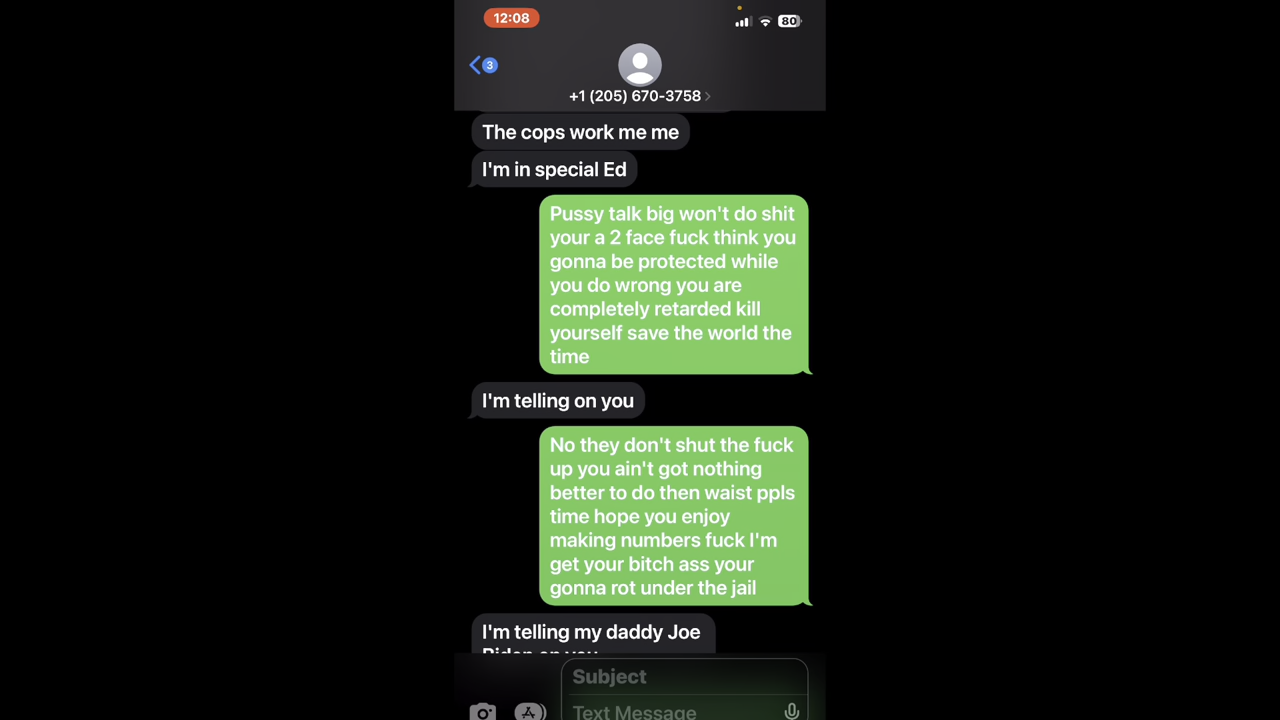 12:08
80
3
+1 (205) 670-3758
The cops work me me
I'm in special Ed
Pussy talk big won't do shit
your a 2 face fuck think you
gonna be protected while
you do wrong you are
completely retarded kill
yourself save the world the
time
I'm telling on you
No they don't shut the fuck
up you ain't got nothing
better to do then waist ppls
time hope you enjoy
making numbers fuck I'm
get your bitch ass your
gonna rot under the jail
I'm telling my daddy Joe
Biden on you
Subject
Text Message